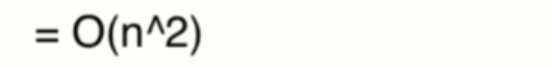 = O(n^2)